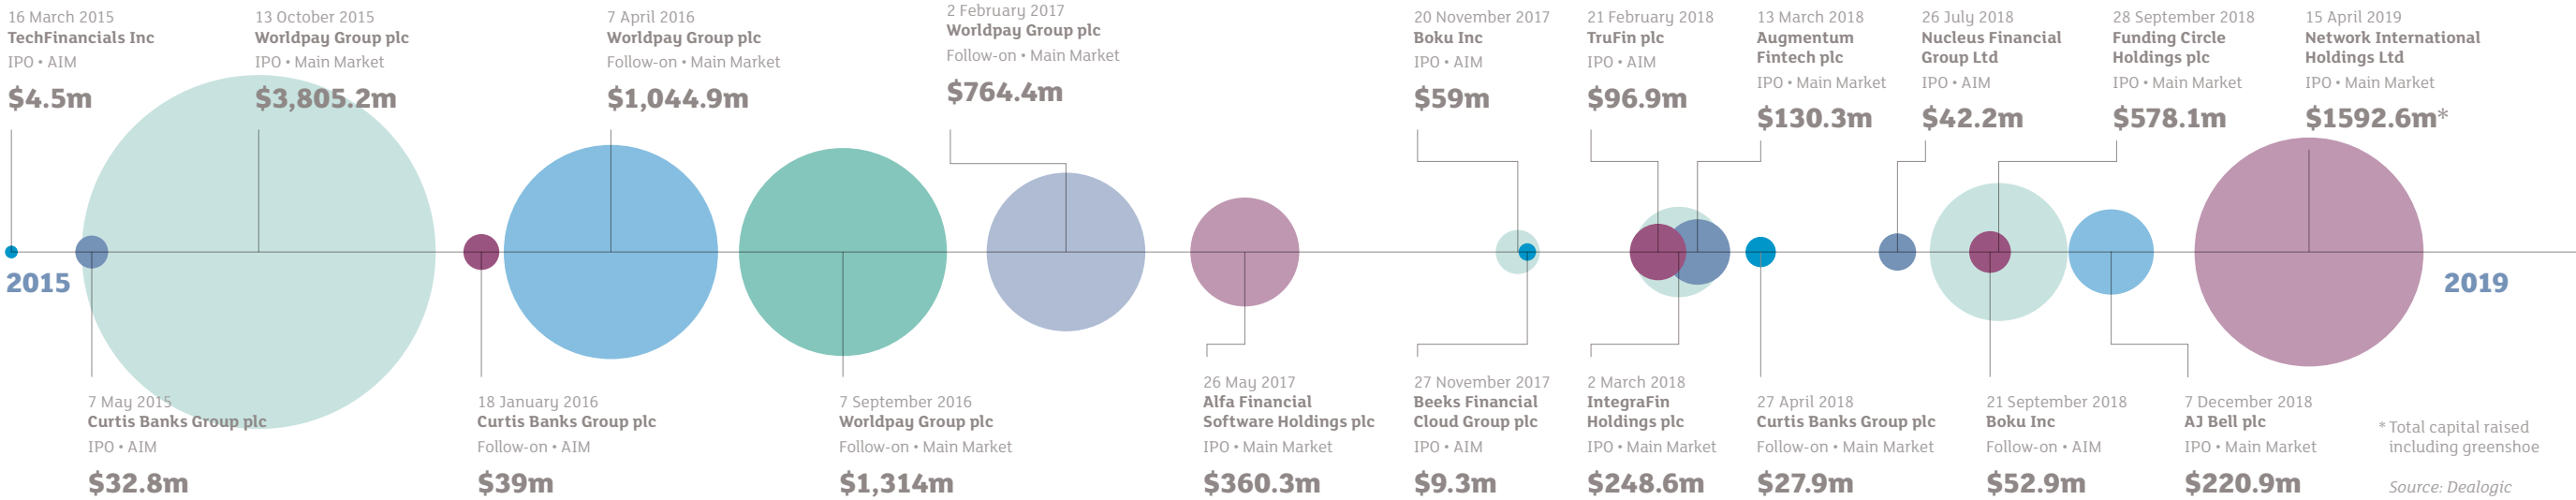 16 March 2015
TechFinancials Inc
IPO • AIM
$4.5m
13 October 2015
Worldpay Group plc
IPO • Main Market
$3,805.2m
7 April 2016
Worldpay Group plc
Follow-on • Main Market
$1,044.9m
2 February 2017
Worldpay Group plc
Follow-on • Main Market
$764.4m
20 November 2017
Boku Inc
IPO • AIM
$59m
21 February 2018
TruFin plc
IPO • AIM
$96.9m
13 March 2018
Augmentum
Fintech plc
IPO • Main Market
$130.3m
26 July 2018
Nucleus Financial
Group Ltd
IPO • AIM
$42.2m
28 September 2018
Funding Circle
Holdings plc
IPO • Main Market
$578.1m
15 April 2019
Network International
Holdings Ltd
IPO • Main Market
$1592.6m*
2015
2019
7 May 2015
Curtis Banks Group plc
IPO • AIM
$32.8m
18 January 2016
Curtis Banks Group plc
Follow-on • AIM
$39m
7 September 2016
Worldpay Group plc
Follow-on • Main Market
$1,314m
26 May 2017
Alfa Financial
Software Holdings plc
IPO • Main Market
$360.3m
27 November 2017
Beeks Financial
Cloud Group plc
IPO • AIM
$9.3m
2 March 2018
IntegraFin
Holdings plc
IPO • Main Market
$248.6m
27 April 2018
Curtis Banks Group plc
Follow-on • Main Market
$27.9m
21 September 2018
Boku Inc
Follow-on • AIM
$52.9m
7 December 2018
AJ Bell plc
IPO • Main Market
$220.9m
* Total capital raised
including greenshoe
Source: Dealogic